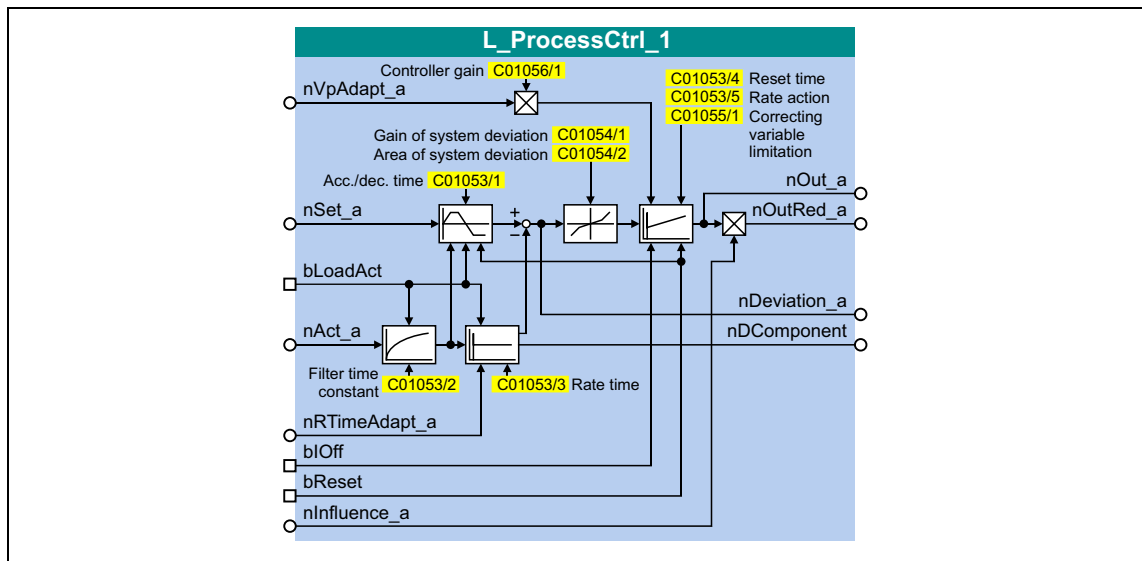 L_ProcessCtrl_1
Controller gain C01056/1
nVpAdapt_a
C01053/4 Reset time
C01053/5 Rate action
C01055/1 Correcting
variable
limitation
Gain of system deviation C01054/1
Area of system deviation C01054/2
Acc./dec. time C01053/1
nOut_a
nSet_a
+
−
nOutRed_a
bLoadAct
nDeviation_a
nAct_a
nDComponent
Filter time
constant C01053/2
C01053/3 Rate time
nRTimeAdapt_a
bIOff
bReset
nInfluence_a